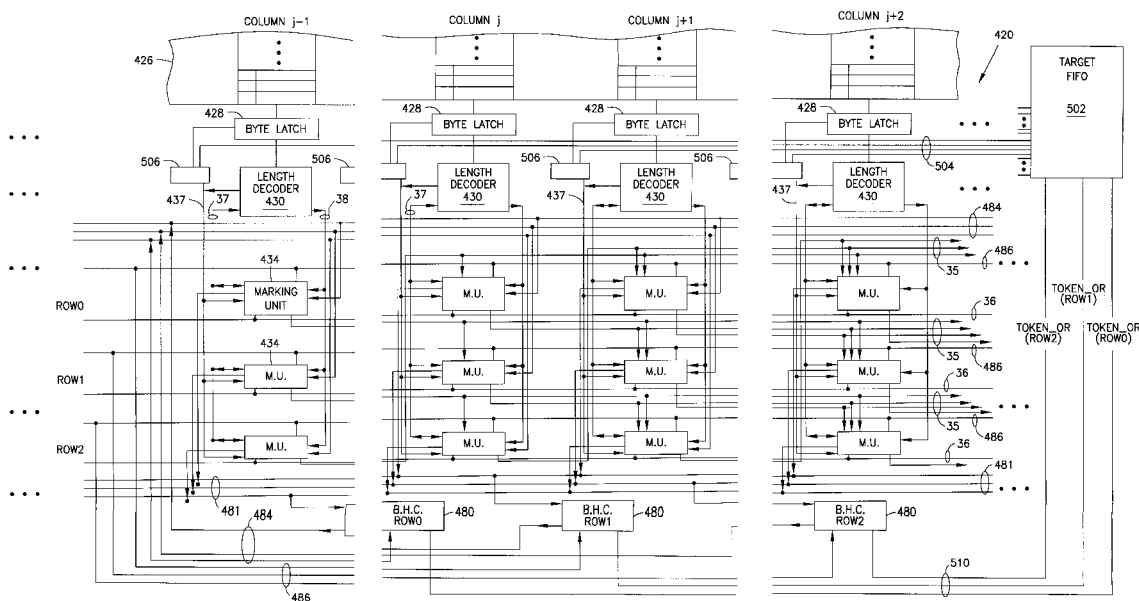 COLUMN j−1
COLUMN j
COLUMN j+1
COLUMN j+2
426
420
TARGET
FIFO
502
428
BYTE LATCH
428
BYTE LATCH
428
BYTE LATCH
BYTE LATCH
506
506
506
506
504
LENGTH
DECODER
430
LENGTH
DECODER
430
LENGTH
DECODER
430
LENGTH
DECODER
430
437
37
38
37
437
437
484
486
35
434
MARKING
UNIT
M.U.
M.U.
M.U.
ROW0
TOKEN_OR
(ROW1)
36
TOKEN_OR
(ROW2)
TOKEN_OR
(ROW0)
35
486
434
M.U.
M.U.
M.U.
M.U.
ROW1
36
35
486
M.U.
M.U.
M.U.
M.U.
ROW2
36
481
481
484
B.H.C.
ROW0
480
B.H.C.
ROW1
480
B.H.C.
ROW2
480
510
486